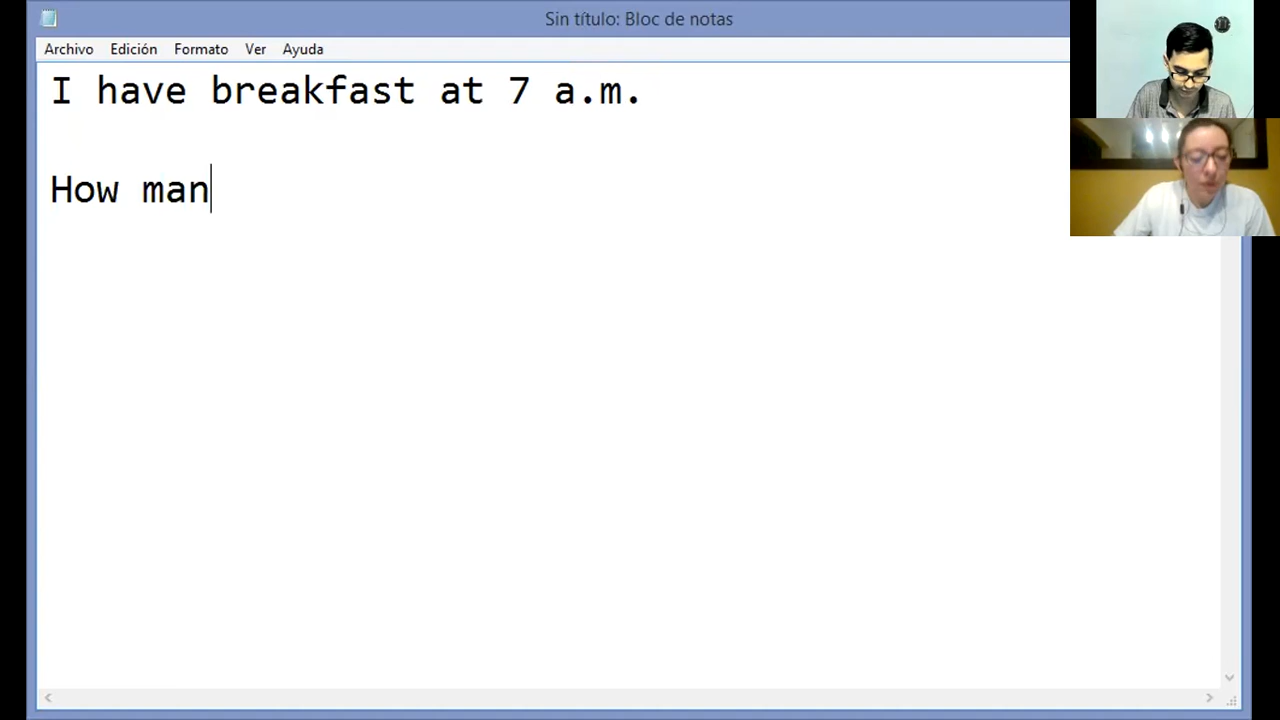 Sin título: Bloc de notas
Archivo Edición Formato Ver Ayuda
I have breakfast at 7 a.m.
How man